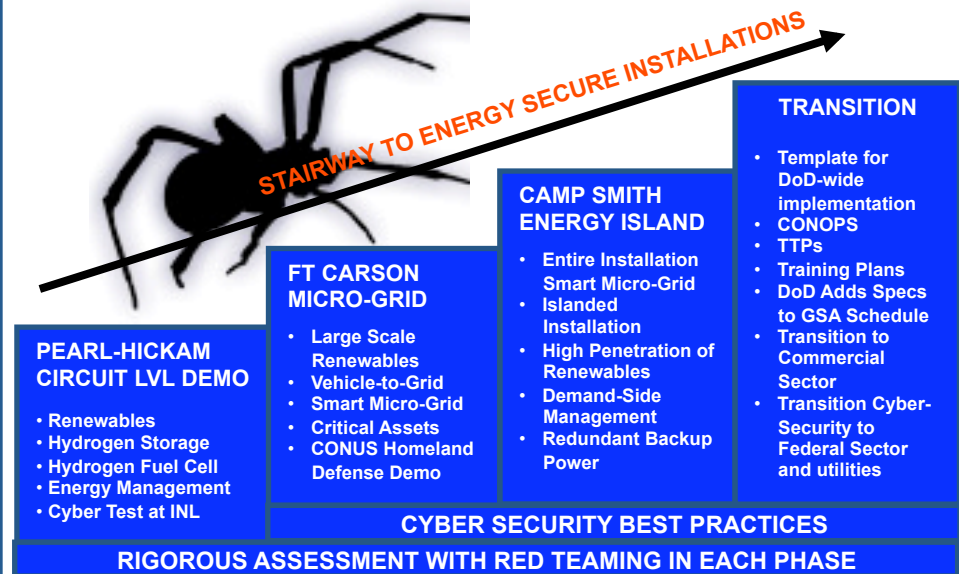 STAIRWAY TO ENERGY SECURE INSTALLATIONS
PEARL-HICKAM
CIRCUIT LVL DEMO
• Renewables
• Hydrogen Storage
• Hydrogen Fuel Cell
• Energy Management
• Cyber Test at INL
FT CARSON
MICRO-GRID
• Large Scale
Renewables
• Vehicle-to-Grid
• Smart Micro-Grid
• Critical Assets
• CONUS Homeland
Defense Demo
CAMP SMITH
ENERGY ISLAND
• Entire Installation
Smart Micro-Grid
• Islanded
Installation
• High Penetration of
Renewables
• Demand-Side
Management
• Redundant Backup
Power
TRANSITION
• Template for
DoD-wide
implementation
• CONOPS
• TTPs
• Training Plans
• DoD Adds Specs
to GSA Schedule
• Transition to
Commercial
Sector
• Transition Cyber-
Security to
Federal Sector
and utilities
CYBER SECURITY BEST PRACTICES
RIGOROUS ASSESSMENT WITH RED TEAMING IN EACH PHASE